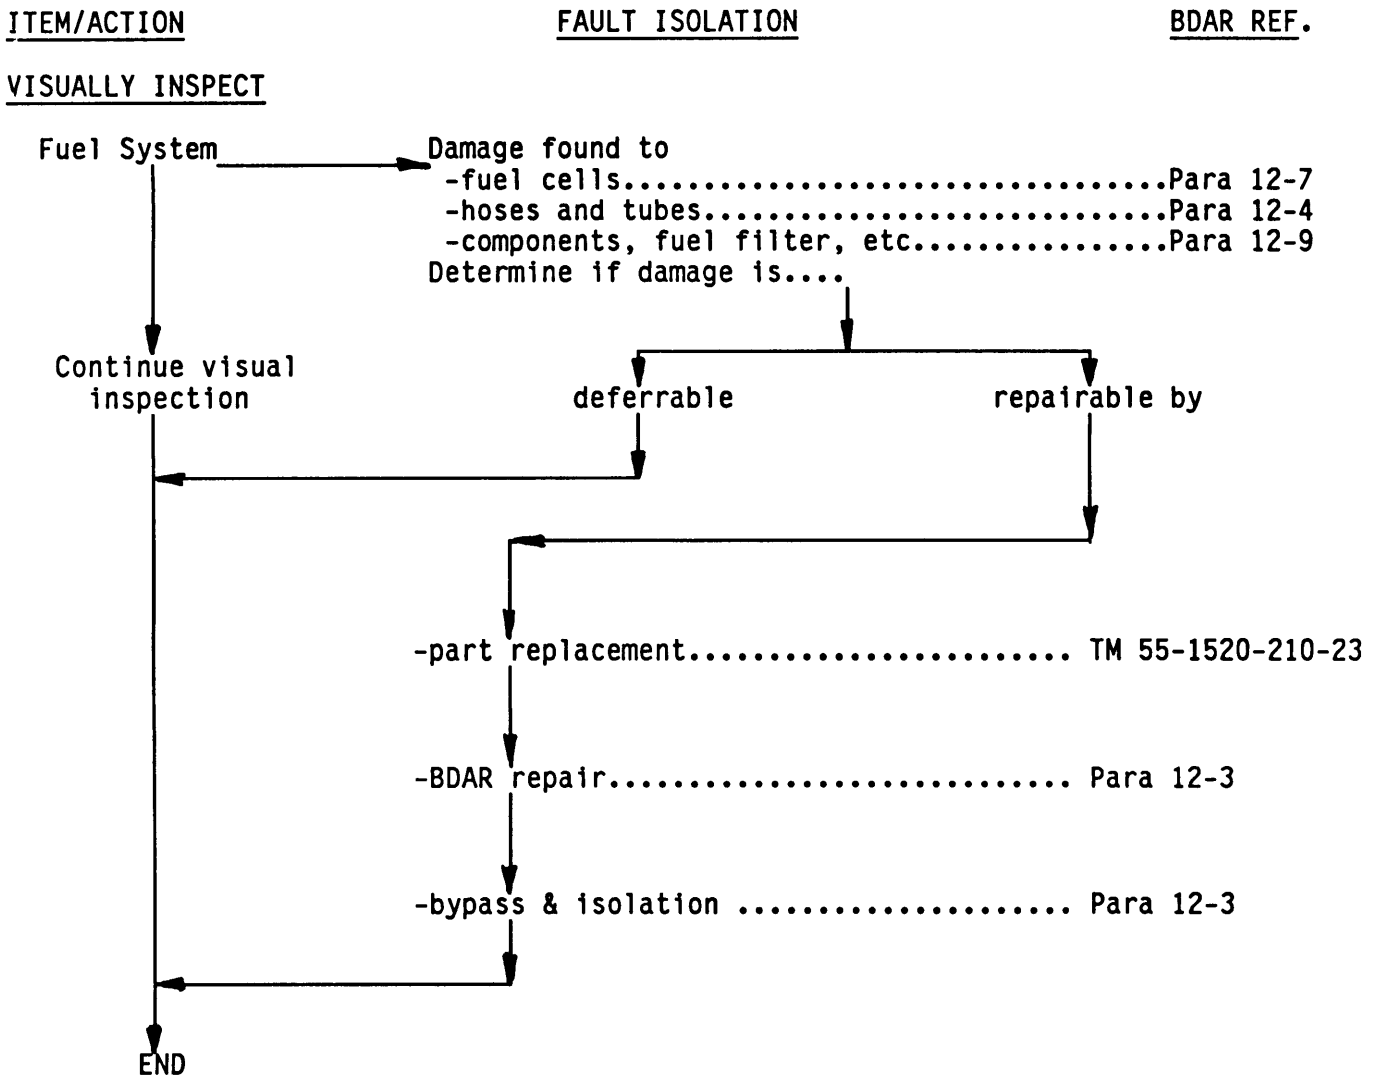 ITEM/ACTION FAULT ISOLATION BDAR REF.
VISUALLY INSPECT
Fuel System Damage found to
-fuel cells..................................Para 12-7
-hoses and tubes.............................Para 12-4
-components, fuel filter, etc................Para 12-9
Determine if damage is....
Continue visual
inspection deferrable repairable by
-part replacement........................ TM 55-1520-210-23
-BDAR repair............................. Para 12-3
-bypass & isolation ..................... Para 12-3
END